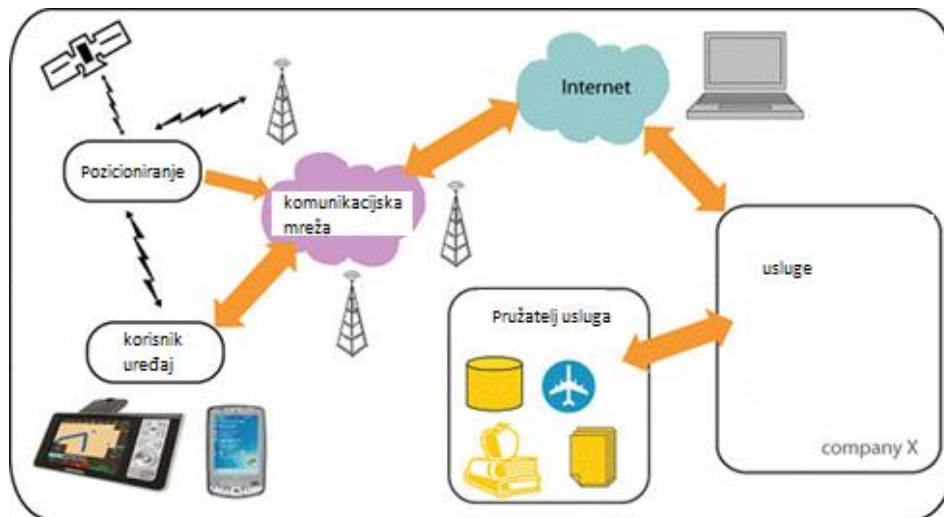 Internet
Pozicioniranje
komunikacijska
mreža
usluge
Pružatelj usluga
korisnik
uređaj
company X